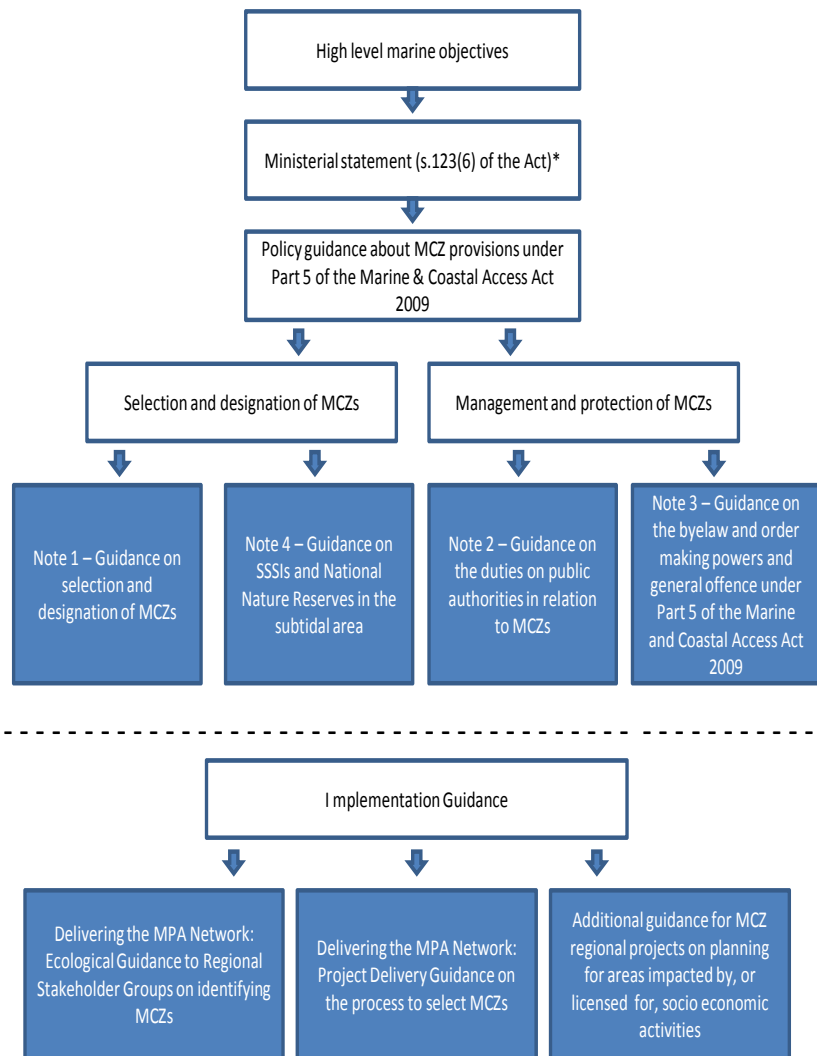 High level marine objectives
Ministerial statement (s.123(6) of the Act)*
Policy guidance about MCZ provisions under
Part 5 of the Marine & Coastal Access Act
2009
Selection and designation of MCZs
Management and protection of MCZs
Note 1 – Guidance on
selection and
designation of MCZs
Note 4 – Guidance on
SSSIs and National
Nature Reserves in the
subtidal area
Note 2 – Guidance on
the duties on public
authorities in relation
to MCZs
Note 3 – Guidance on
the byelaw and order
making powers and
general offence under
Part 5 of the Marine
and Coastal Access Act
2009
I mplementation Guidance
Delivering the MPA Network:
Ecological Guidance to Regional
Stakeholder Groups on identifying
MCZs
Delivering the MPA Network:
Project Delivery Guidance on
the process to select MCZs
Additional guidance for MCZ
regional projects on planning
for areas impacted by, or
licensed for, socio economic
activities